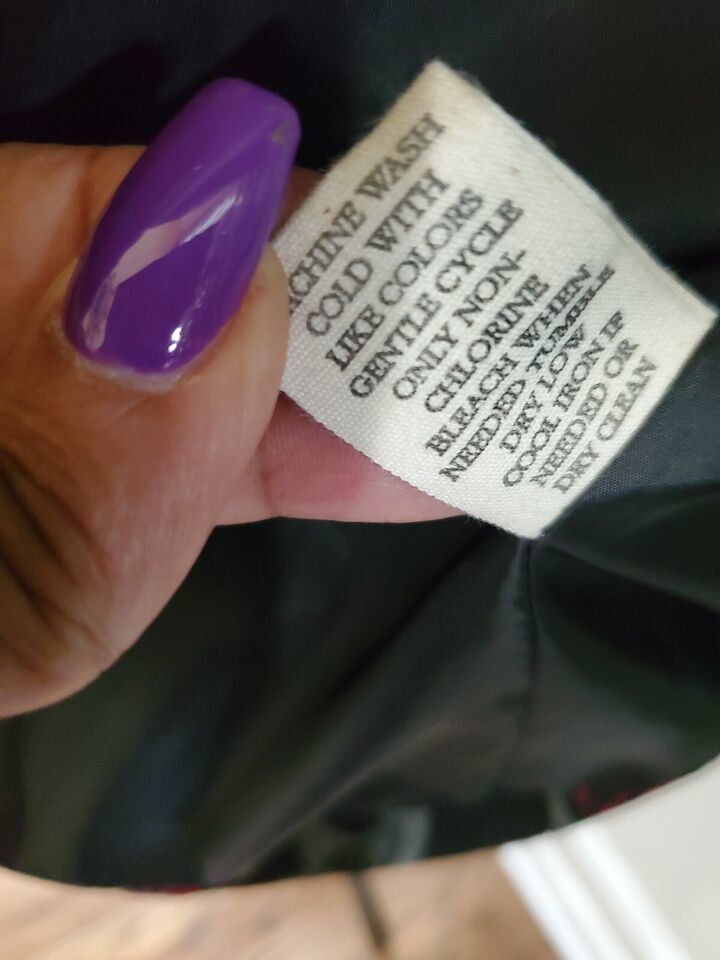 CHINE WASH
COLD WITH
LIKE COLORS
GENTLE CYCLE
ONLY NON-
CHLORINE
BLEACH WHEN
NEEDED TUMBLE
DRY LOW
COOL IRON IF
NEEDED OR
DRY CLEAN